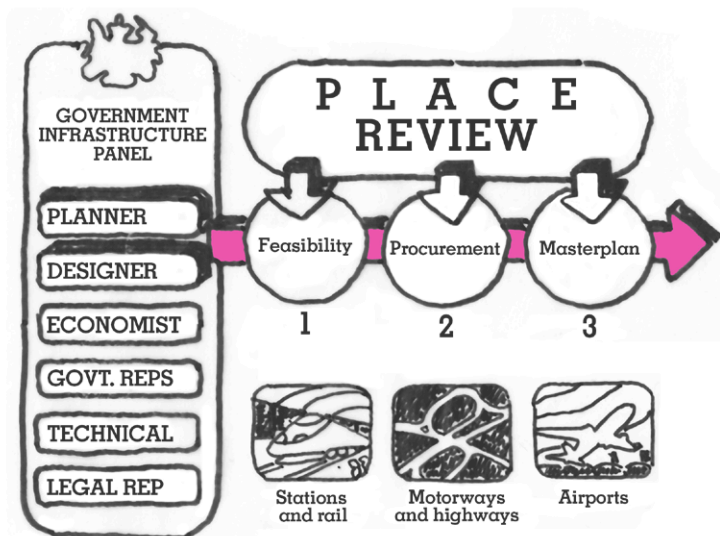 GOVERNMENT
INFRASTRUCTURE
PANEL
PLANNER
DESIGNER
ECONOMIST
GOVT. REPS
TECHNICAL
LEGAL REP
PLACE
REVIEW
Feasibility
Procurement
Masterplan
1
2
3
Stations
and rail
Motorways
and highways
Airports